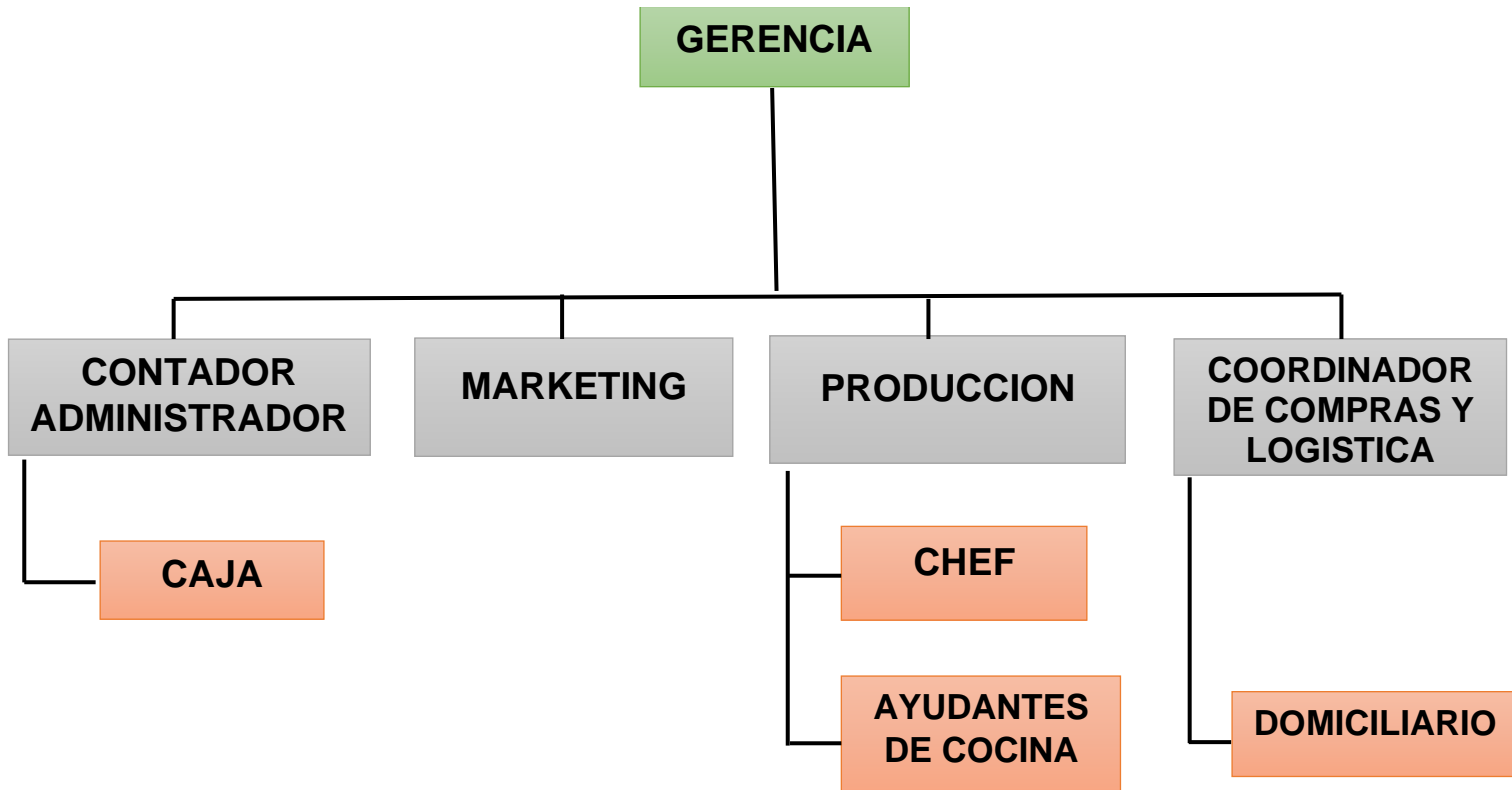 GERENCIA
CONTADOR
ADMINISTRADOR
MARKETING
PRODUCCION
COORDINADOR
DE COMPRAS Y
LOGISTICA
CAJA
CHEF
AYUDANTES
DE COCINA
DOMICILIARIO